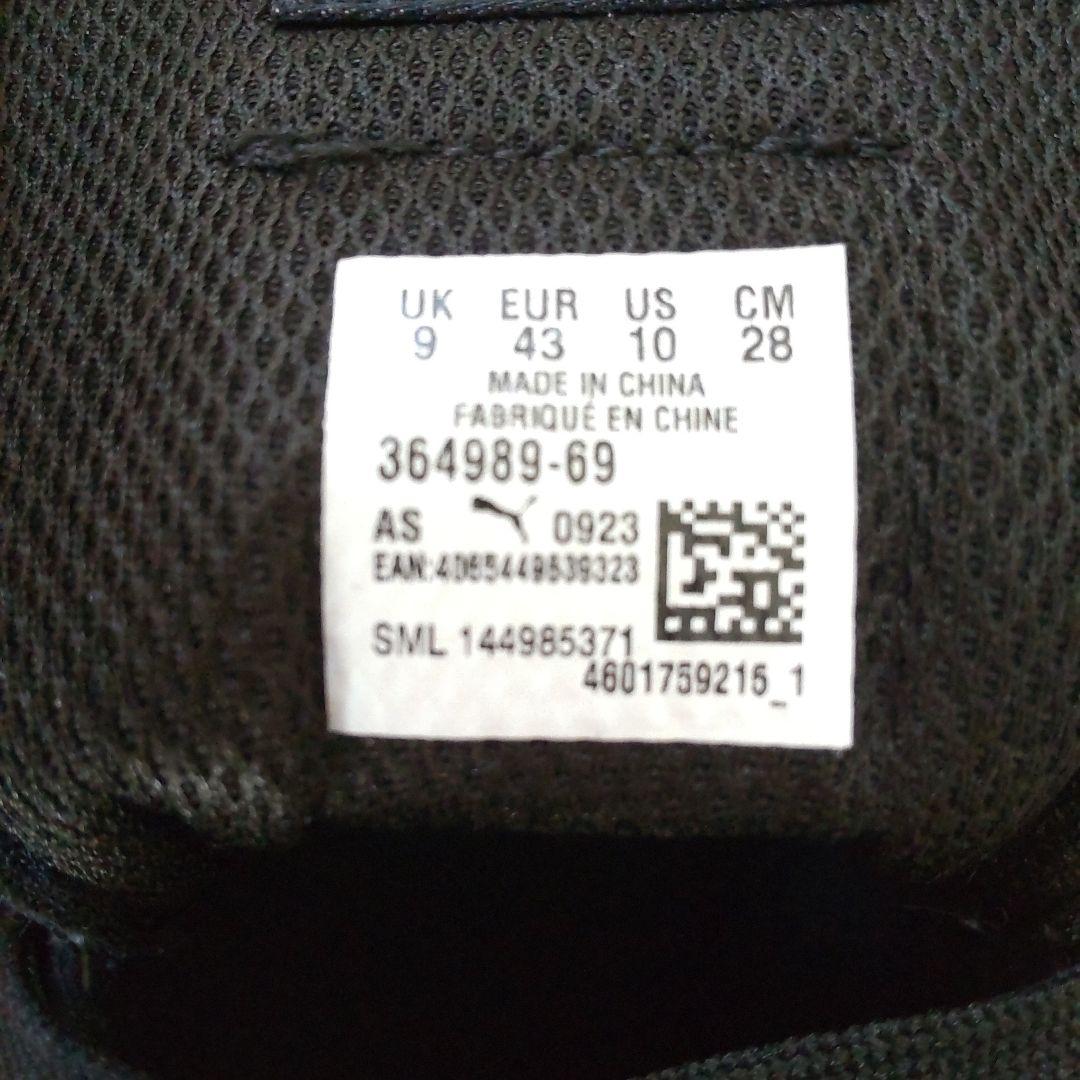 UK EUR US CM
9 43 10 28
MADE IN CHINA
FABRIQUÉ EN CHINE
364989-69
AS 0923
EAN:4065449539323
SML 144985371
4601759215_1